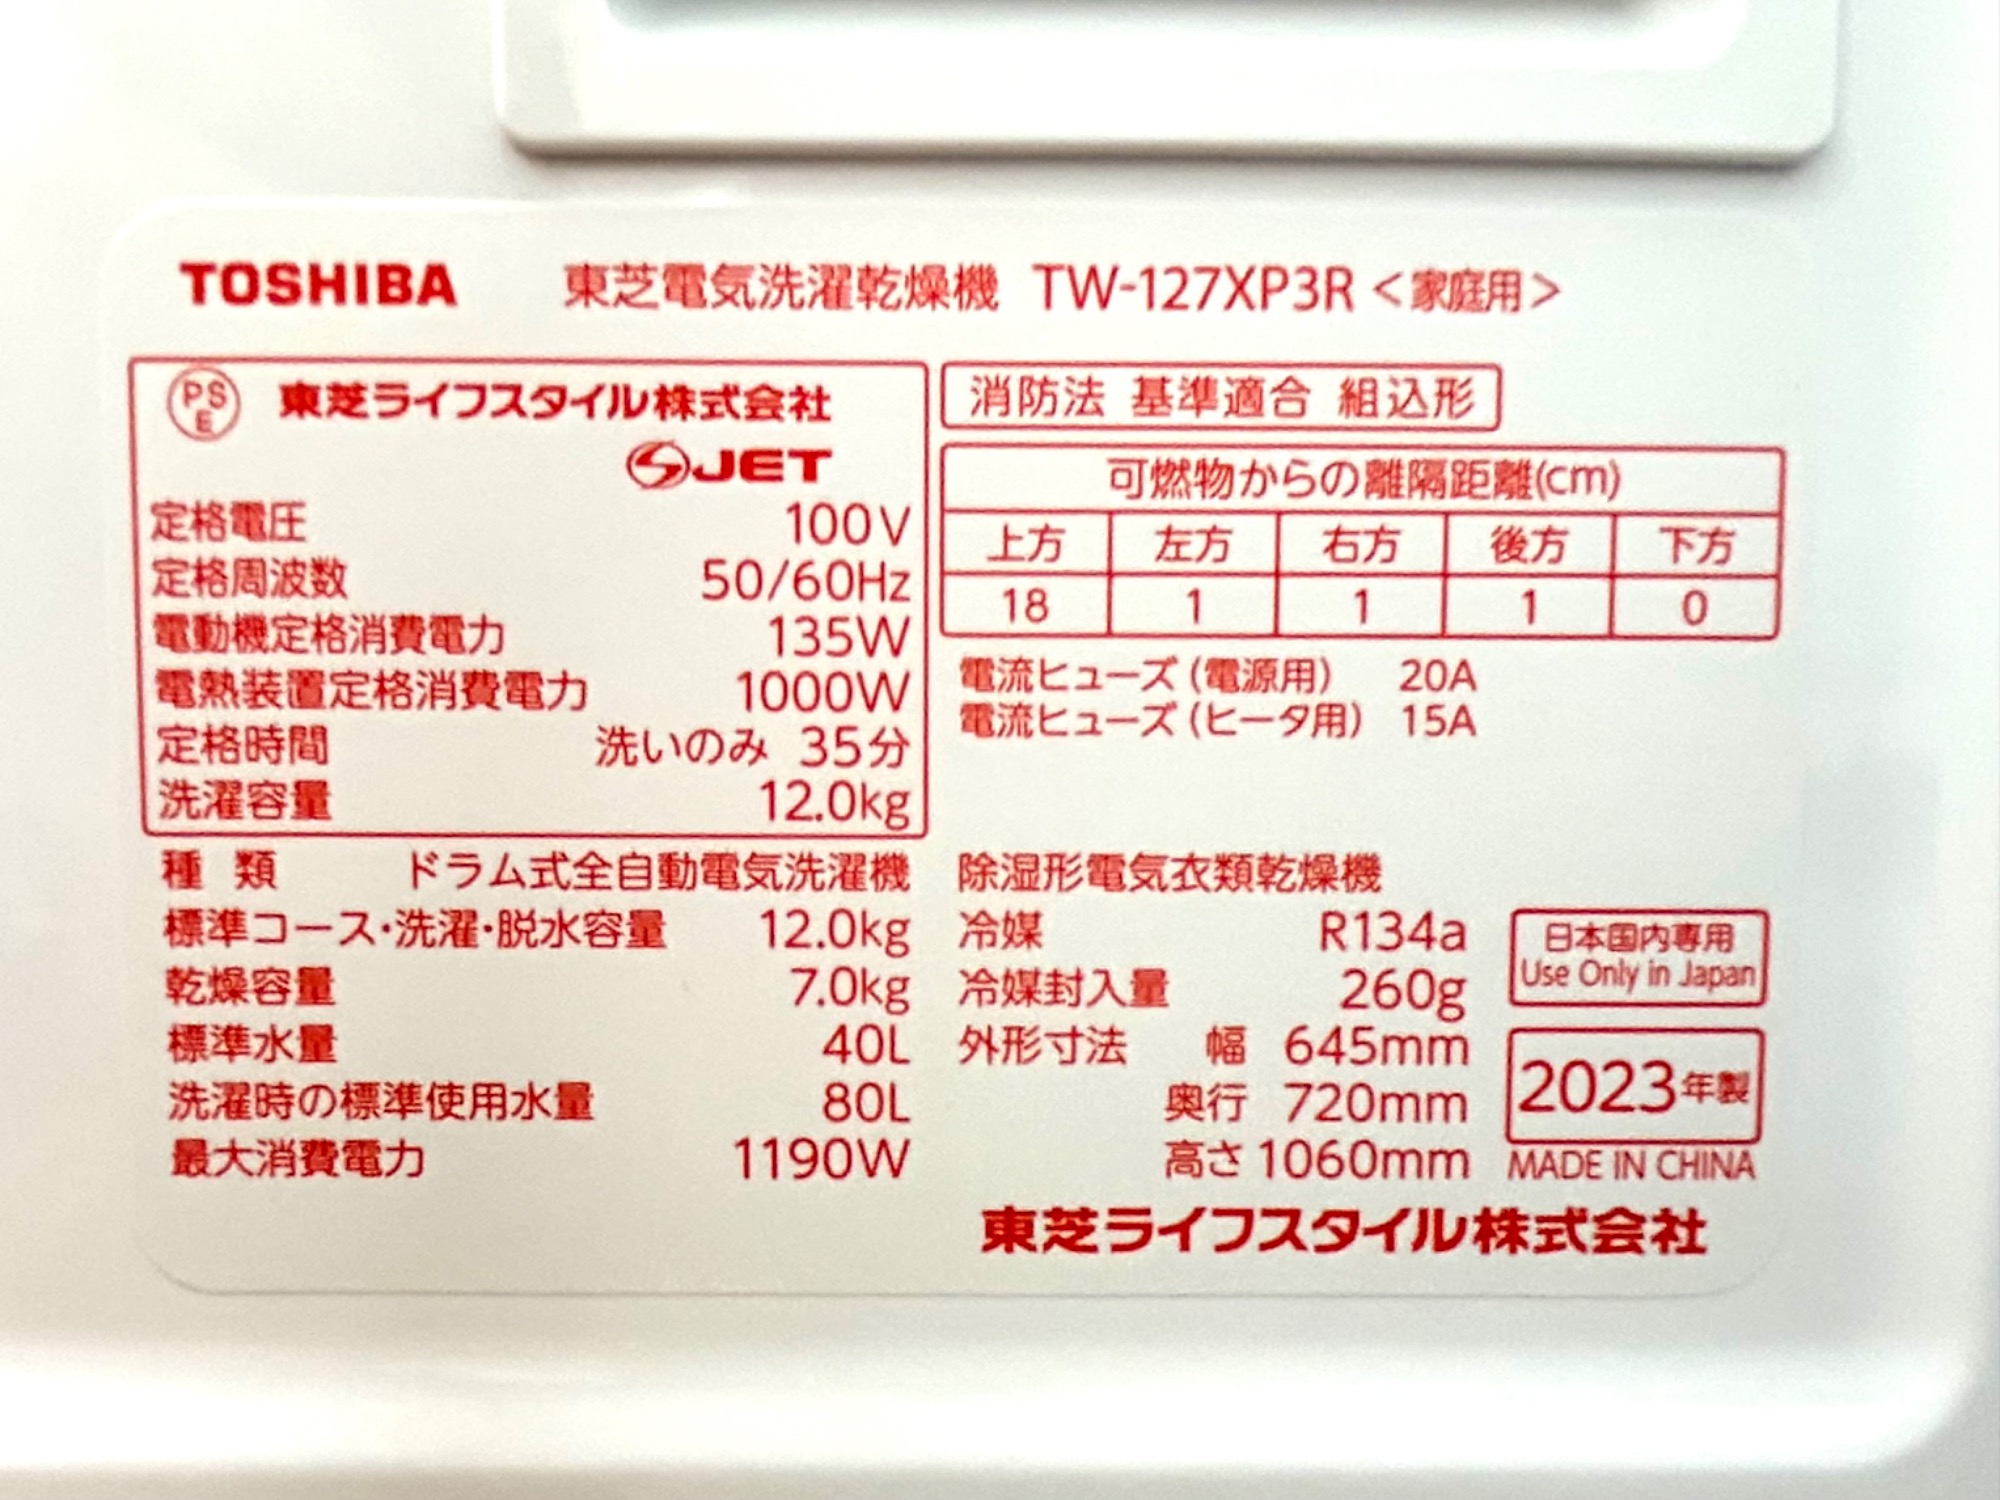 TOSHIBA 東芝電気洗濯乾燥機 TW-127XP3R <家庭用>
PSE 東芝ライフスタイル株式会社
JET
定格電圧 100V
定格周波数 50/60Hz
電動機定格消費電力 135W
電熱装置定格消費電力 1000W
定格時間 洗いのみ 35分
洗濯容量 12.0kg
消防法 基準適合 組込形
可燃物からの離隔距離(cm)
上方 左方 右方 後方 下方
18 1 1 1 0
電流ヒューズ(電源用) 20A
電流ヒューズ(ヒータ用) 15A
種 類 ドラム式全自動電気洗濯機
標準コース・洗濯・脱水容量 12.0kg
乾燥容量 7.0kg
標準水量 40L
洗濯時の標準使用水量 80L
最大消費電力 1190W
除湿形電気衣類乾燥機
冷媒 R134a
冷媒封入量 260g
外形寸法 幅 645mm
奥行 720mm
高さ 1060mm
日本国内専用
Use Only in Japan
2023年製
MADE IN CHINA
東芝ライフスタイル株式会社